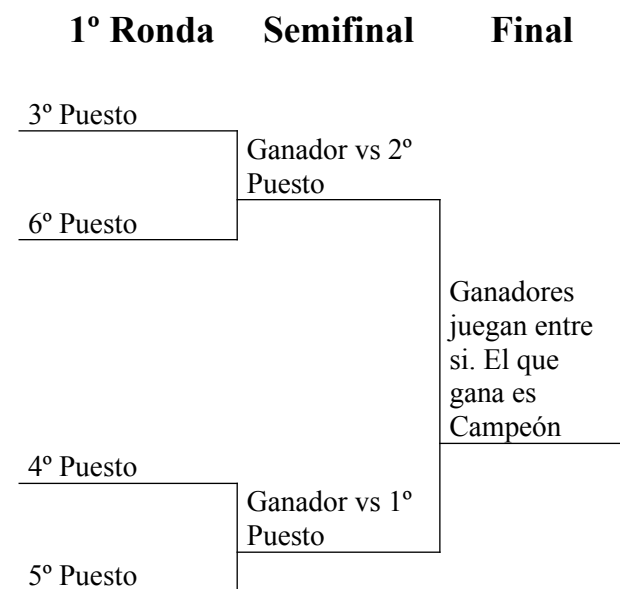 1º Ronda Semifinal Final
3º Puesto
Ganador vs 2º
Puesto
6º Puesto
Ganadores
juegan entre
si. El que
gana es
Campeón
4º Puesto
Ganador vs 1º
Puesto
5º Puesto